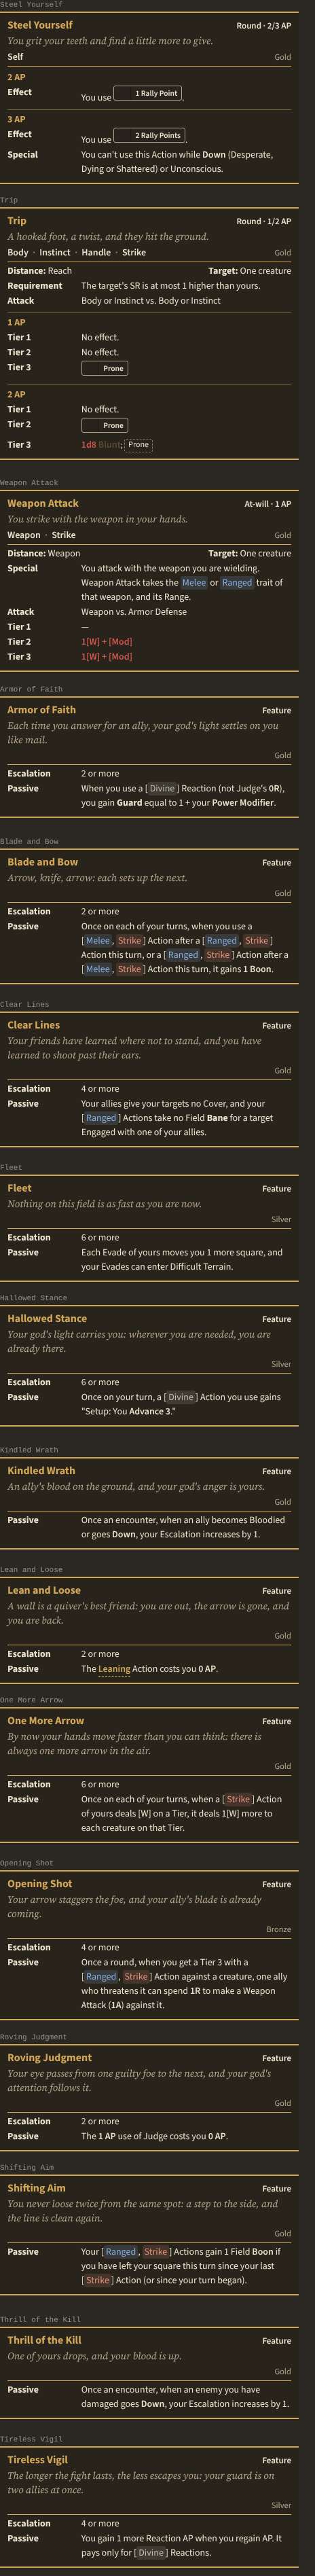 Steel Yourself
Steel Yourself Round · 2/3 AP
You grit your teeth and find a little more to give.
Self Gold
2 AP
Effect You use 1 Rally Point.
3 AP
Effect You use 2 Rally Points.
Special You can't use this Action while Down (Desperate,
Dying or Shattered) or Unconscious.
Trip
Trip Round · 1/2 AP
A hooked foot, a twist, and they hit the ground.
Body · Instinct · Handle · Strike Gold
Distance: Reach Target: One creature
Requirement The target's SR is at most 1 higher than yours.
Attack Body or Instinct vs. Body or Instinct
1 AP
Tier 1 No effect.
Tier 2 No effect.
Tier 3 Prone
2 AP
Tier 1 No effect.
Tier 2 Prone
Tier 3 1d8 Blunt; Prone
Weapon Attack
Weapon Attack At-will · 1 AP
You strike with the weapon in your hands.
Weapon · Strike Gold
Distance: Weapon Target: One creature
Special You attack with the weapon you are wielding.
Weapon Attack takes the Melee or Ranged trait of
that weapon, and its Range.
Attack Weapon vs. Armor Defense
Tier 1 —
Tier 2 1[W] + [Mod]
Tier 3 1[W] + [Mod]
Armor of Faith
Armor of Faith Feature
Each time you answer for an ally, your god's light settles on you
like mail.
Gold
Escalation 2 or more
Passive When you use a [Divine] Reaction (not Judge's 0R),
you gain Guard equal to 1 + your Power Modifier.
Blade and Bow
Blade and Bow Feature
Arrow, knife, arrow: each sets up the next.
Gold
Escalation 2 or more
Passive Once on each of your turns, when you use a
[Melee, Strike] Action after a [Ranged, Strike]
Action this turn, or a [Ranged, Strike] Action after a
[Melee, Strike] Action this turn, it gains 1 Boon.
Clear Lines
Clear Lines Feature
Your friends have learned where not to stand, and you have
learned to shoot past their ears.
Gold
Escalation 4 or more
Passive Your allies give your targets no Cover, and your
[Ranged] Actions take no Field Bane for a target
Engaged with one of your allies.
Fleet
Fleet Feature
Nothing on this field is as fast as you are now.
Silver
Escalation 6 or more
Passive Each Evade of yours moves you 1 more square, and
your Evades can enter Difficult Terrain.
Hallowed Stance
Hallowed Stance Feature
Your god's light carries you: wherever you are needed, you are
already there.
Silver
Escalation 6 or more
Passive Once on your turn, a [Divine] Action you use gains
"Setup: You Advance 3."
Kindled Wrath
Kindled Wrath Feature
An ally's blood on the ground, and your god's anger is yours.
Gold
Passive Once an encounter, when an ally becomes Bloodied
or goes Down, your Escalation increases by 1.
Lean and Loose
Lean and Loose Feature
A wall is a quiver's best friend: you are out, the arrow is gone, and
you are back.
Gold
Escalation 2 or more
Passive The Leaning Action costs you 0 AP.
One More Arrow
One More Arrow Feature
By now your hands move faster than you can think: there is
always one more arrow in the air.
Gold
Escalation 6 or more
Passive Once on each of your turns, when a [Strike] Action
of yours deals [W] on a Tier, it deals 1[W] more to
each creature on that Tier.
Opening Shot
Opening Shot Feature
Your arrow staggers the foe, and your ally's blade is already
coming.
Bronze
Escalation 4 or more
Passive Once a round, when you get a Tier 3 with a
[Ranged, Strike] Action against a creature, one ally
who threatens it can spend 1R to make a Weapon
Attack (1A) against it.
Roving Judgment
Roving Judgment Feature
Your eye passes from one guilty foe to the next, and your god's
attention follows it.
Gold
Escalation 2 or more
Passive The 1 AP use of Judge costs you 0 AP.
Shifting Aim
Shifting Aim Feature
You never loose twice from the same spot: a step to the side, and
the line is clean again.
Gold
Passive Your [Ranged, Strike] Actions gain 1 Field Boon if
you have left your square this turn since your last
[Strike] Action (or since your turn began).
Thrill of the Kill
Thrill of the Kill Feature
One of yours drops, and your blood is up.
Gold
Passive Once an encounter, when an enemy you have
damaged goes Down, your Escalation increases by 1.
Tireless Vigil
Tireless Vigil Feature
The longer the fight lasts, the less escapes you: your guard is on
two allies at once.
Silver
Escalation 4 or more
Passive You gain 1 more Reaction AP when you regain AP. It
pays only for [Divine] Reactions.